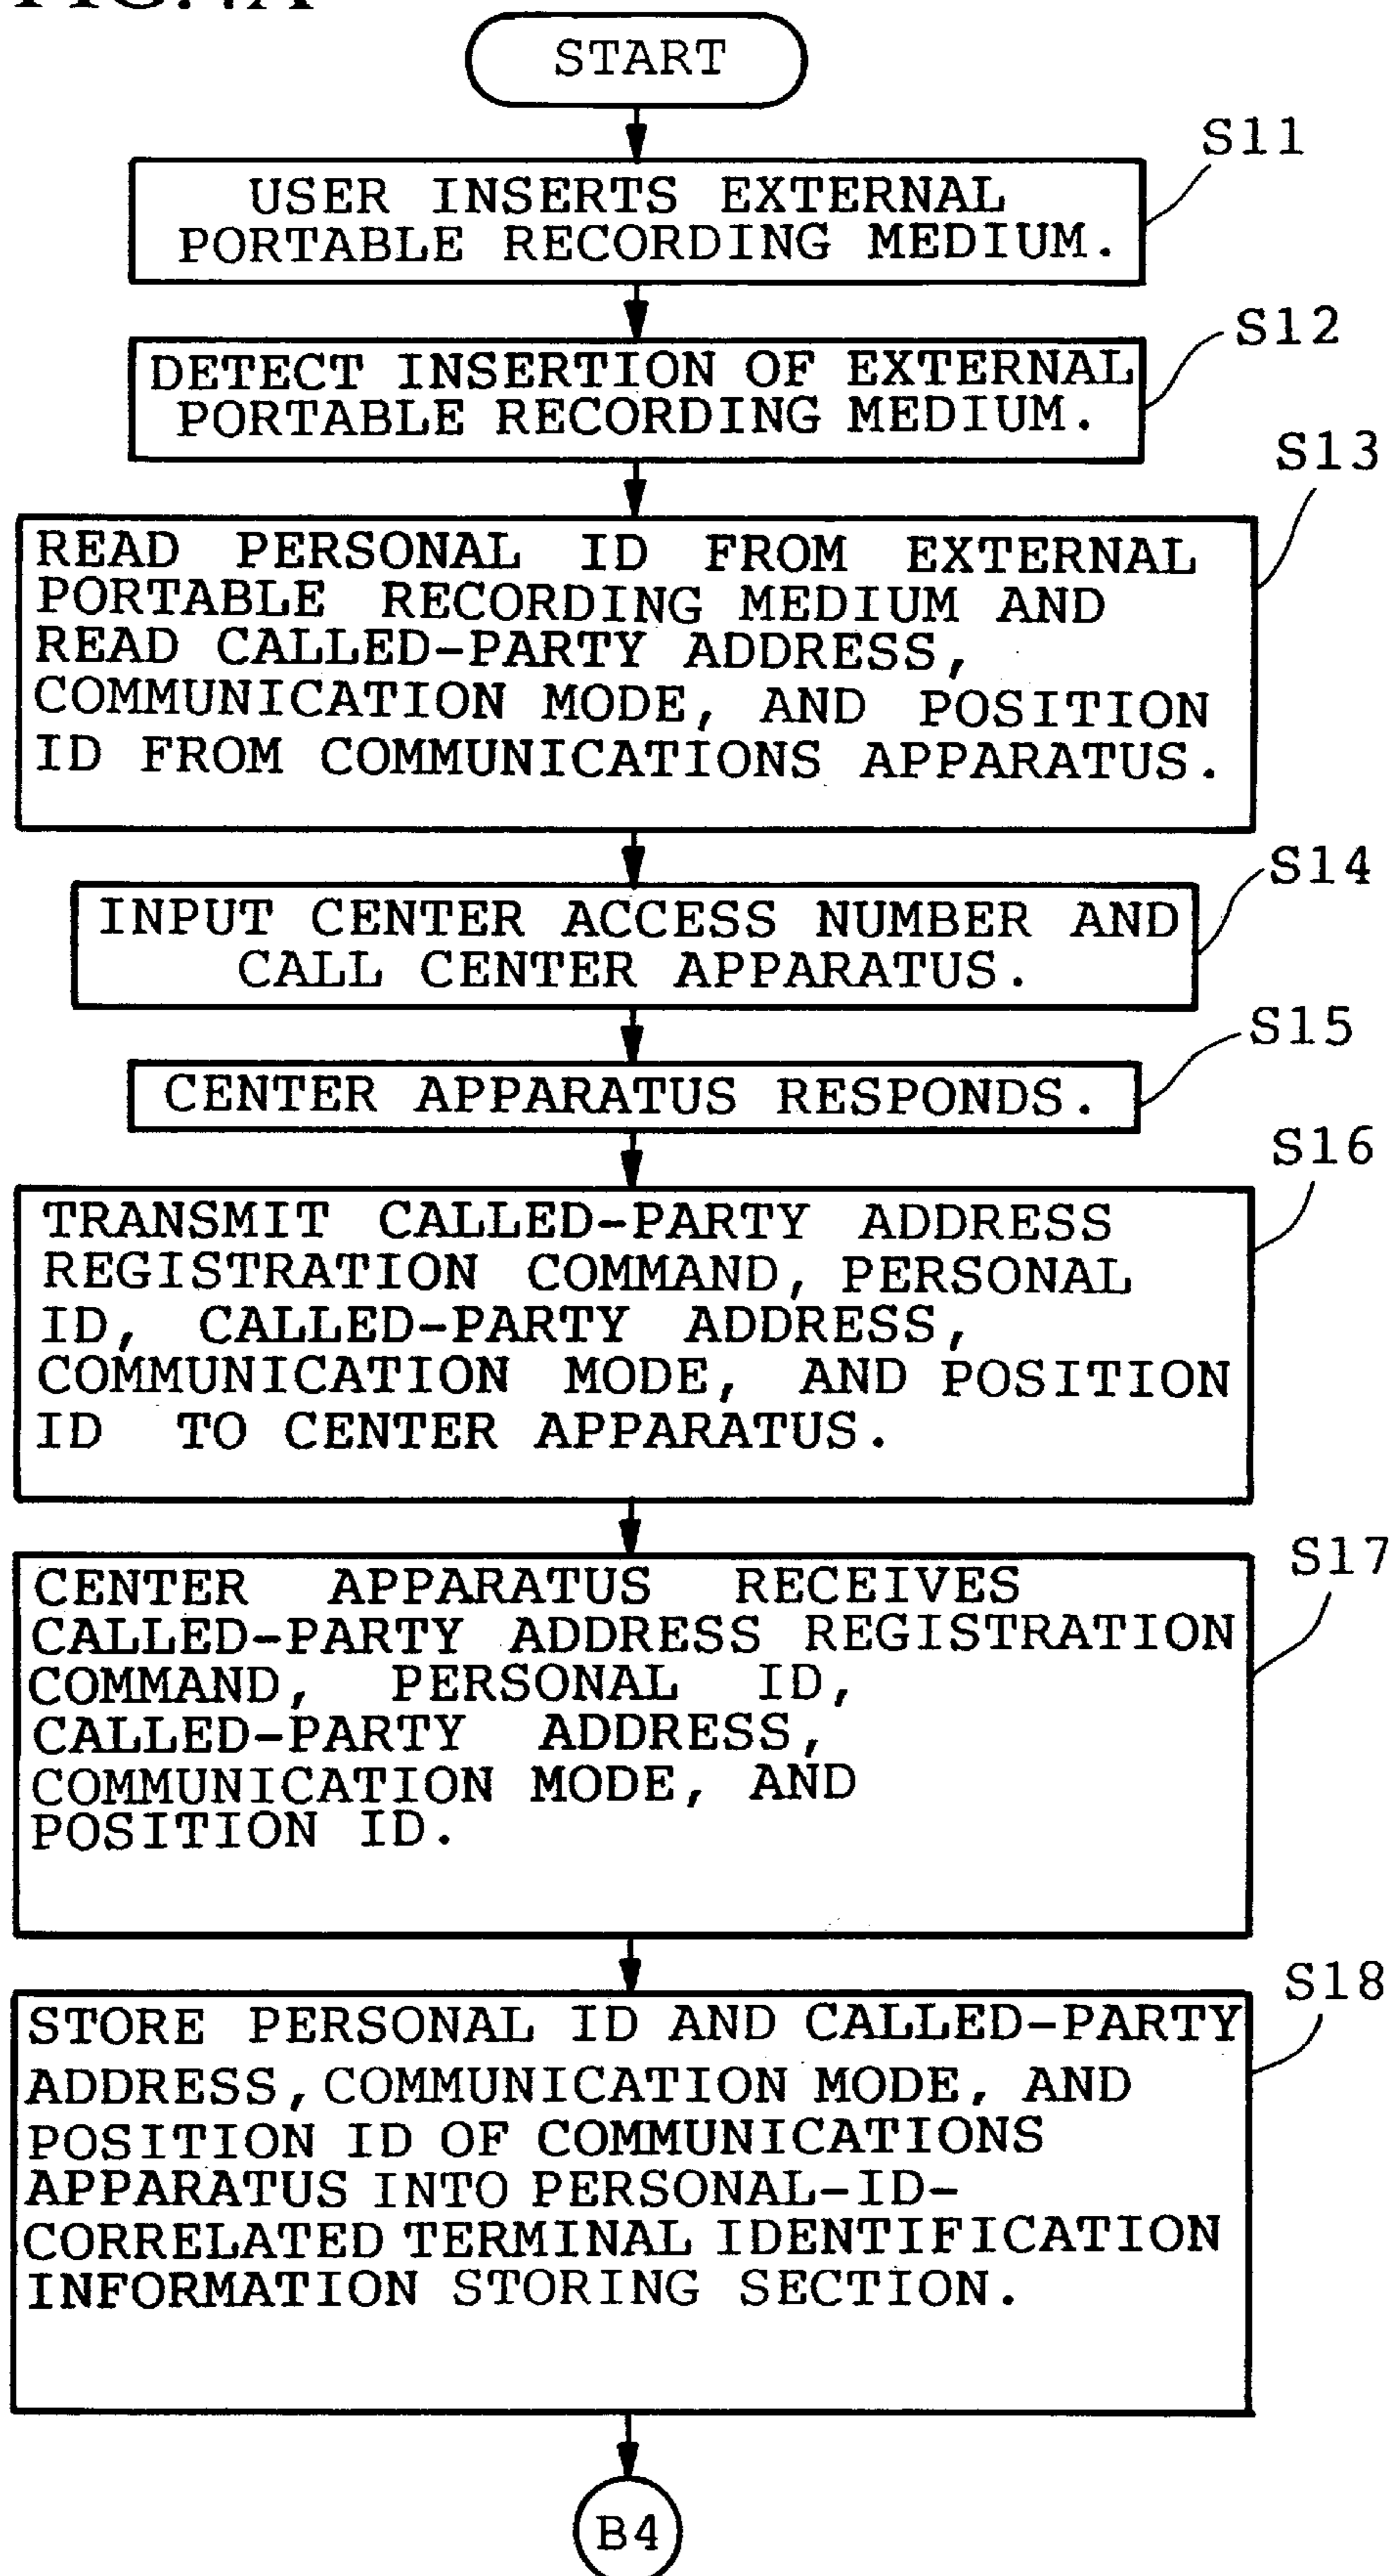 FIG.4A
START
S11
USER INSERTS EXTERNAL
PORTABLE RECORDING MEDIUM.
S12
DETECT INSERTION OF EXTERNAL
PORTABLE RECORDING MEDIUM.
S13
READ PERSONAL ID FROM EXTERNAL
PORTABLE RECORDING MEDIUM AND
READ CALLED-PARTY ADDRESS,
COMMUNICATION MODE, AND POSITION
ID FROM COMMUNICATIONS APPARATUS.
S14
INPUT CENTER ACCESS NUMBER AND
CALL CENTER APPARATUS.
S15
CENTER APPARATUS RESPONDS.
S16
TRANSMIT CALLED-PARTY ADDRESS
REGISTRATION COMMAND, PERSONAL
ID, CALLED-PARTY ADDRESS,
COMMUNICATION MODE, AND POSITION
ID TO CENTER APPARATUS.
S17
CENTER APPARATUS RECEIVES
CALLED-PARTY ADDRESS REGISTRATION
COMMAND, PERSONAL ID,
CALLED-PARTY ADDRESS,
COMMUNICATION MODE, AND
POSITION ID.
S18
STORE PERSONAL ID AND CALLED-PARTY
ADDRESS, COMMUNICATION MODE, AND
POSITION ID OF COMMUNICATIONS
APPARATUS INTO PERSONAL-ID-
CORRELATED TERMINAL IDENTIFICATION
INFORMATION STORING SECTION.
B4